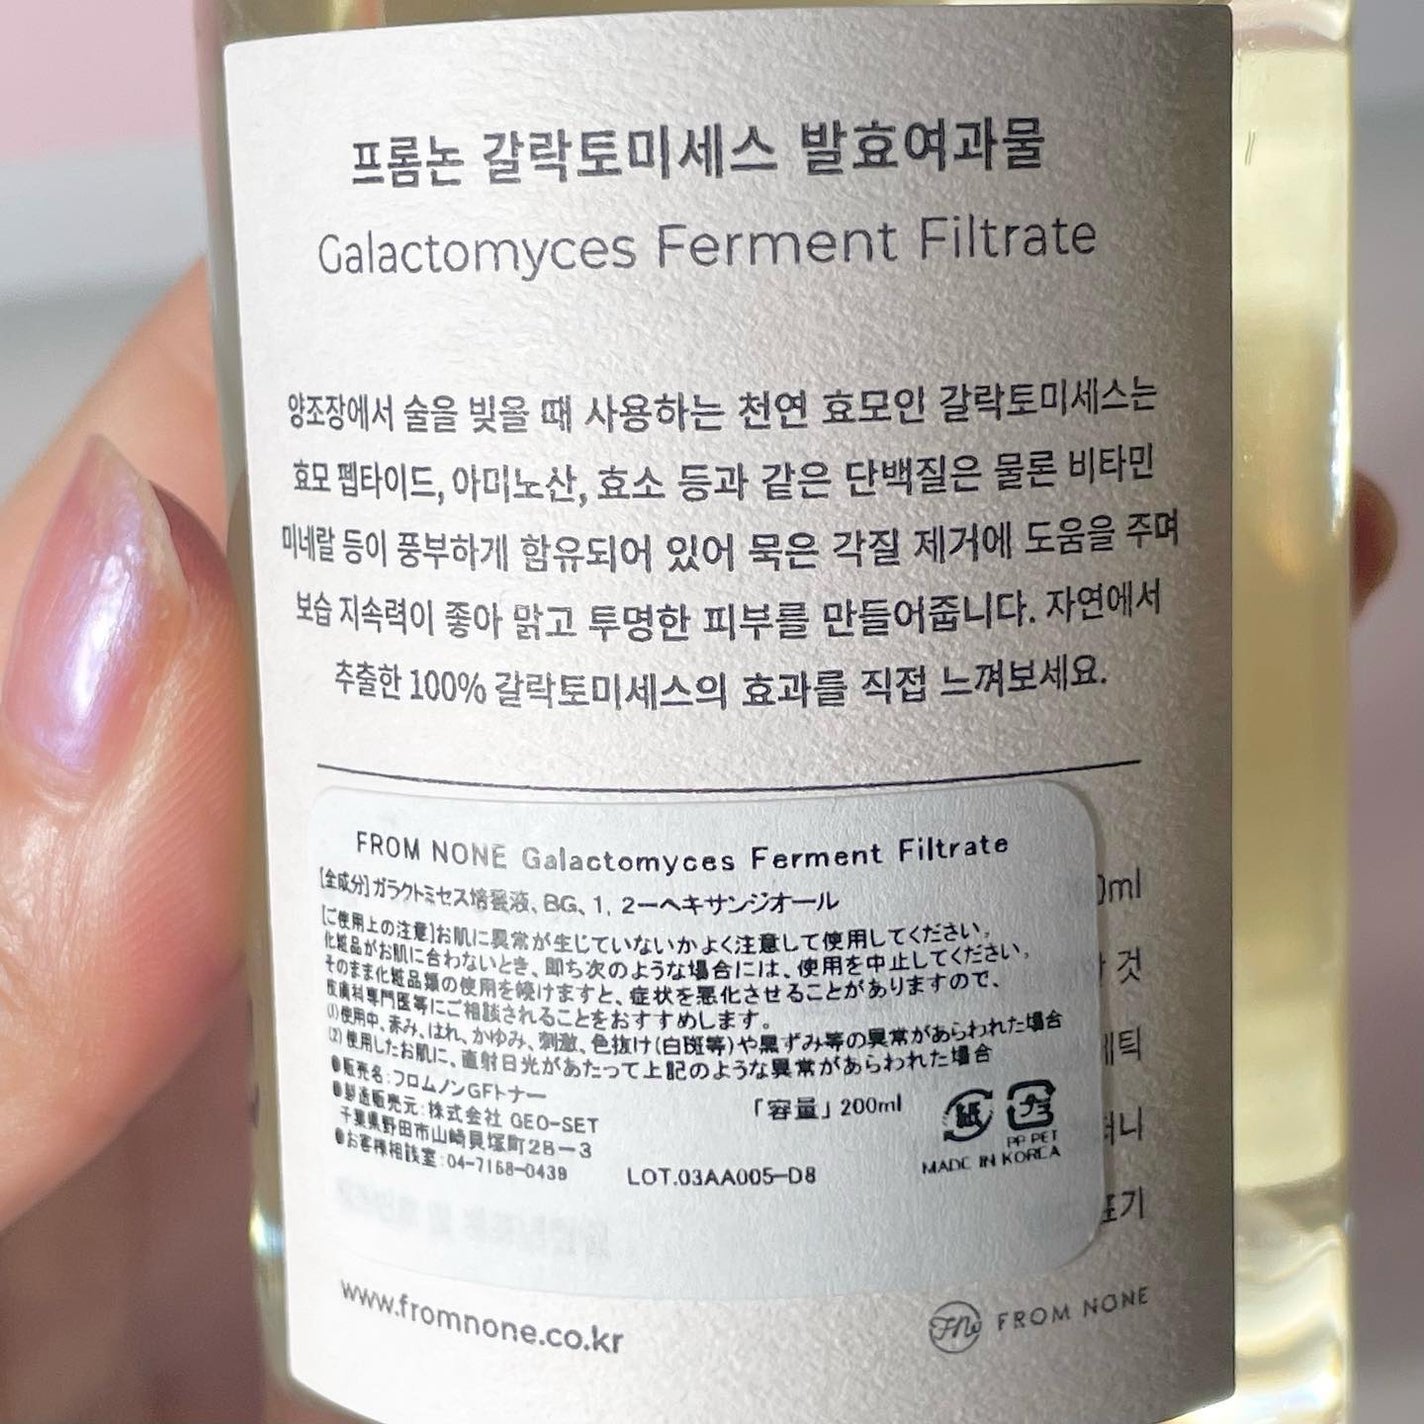 프롬논 갈락토미세스 발효여과물
Galactomyces Ferment Filtrate
양조장에서 술을 빚을 때 사용하는 천연 효모인 갈락토미세스는
효모 펩타이드, 아미노산, 효소 등과 같은 단백질은 물론 비타민
미네랄 등이 풍부하게 함유되어 있어 묵은 각질 제거에 도움을 주며
보습 지속력이 좋아 맑고 투명한 피부를 만들어줍니다. 자연에서
추출한 100% 갈락토미세스의 효과를 직접 느껴보세요.
FROM NONE Galactomyces Ferment Filtrate
[全成分]ガラクトミセス培養液、BG、1, 2ーヘキサンジオール
[ご使用上の注意]お肌に異常が生じていないかよく注意して使用してください。
化粧品がお肌に合わないとき、即ち次のような場合には、使用を中止してください。
そのまま化粧品類の使用を続けますと、症状を悪化させることがありますので、
皮膚科専門医等にご相談されることをおすすめします。
(1)使用中、赤み、はれ、かゆみ、刺激、色抜け(白斑等)や黒ずみ等の異常があらわれた場合
(2)使用したお肌に、直射日光があたって上記のような異常があらわれた場合
●販売名:フロムノンGFトナー
●製造販売元:株式会社 GEO-SET
千葉県野田市山崎貝塚町28-3
●お客様相談室:04-7168-0439
「容量」200ml
LOT.03AA005-D8
紙 プラ
PP PET
MADE IN KOREA
0ml
것
네틱
너나
표기
www.fromnone.co.kr
FNo FROM NONE